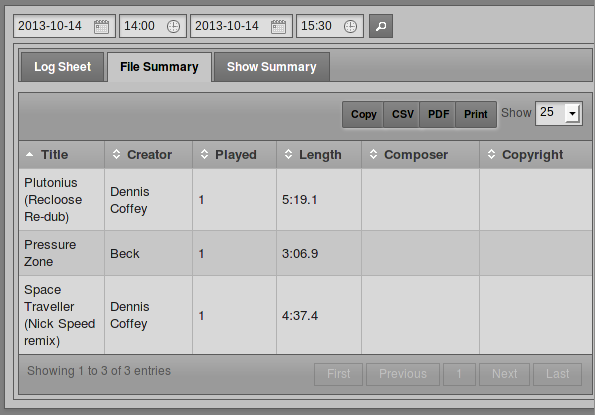 2013-10-14 14:00 2013-10-14 15:30
Log Sheet File Summary Show Summary
Copy CSV PDF Print Show 25
Title Creator Played Length Composer Copyright
Plutonius
(Recloose
Re-dub)
Dennis
Coffey
1
5:19.1
Pressure
Zone
Beck
1
3:06.9
Space
Traveller
(Nick Speed
remix)
Dennis
Coffey
1
4:37.4
Showing 1 to 3 of 3 entries
First Previous 1 Next Last